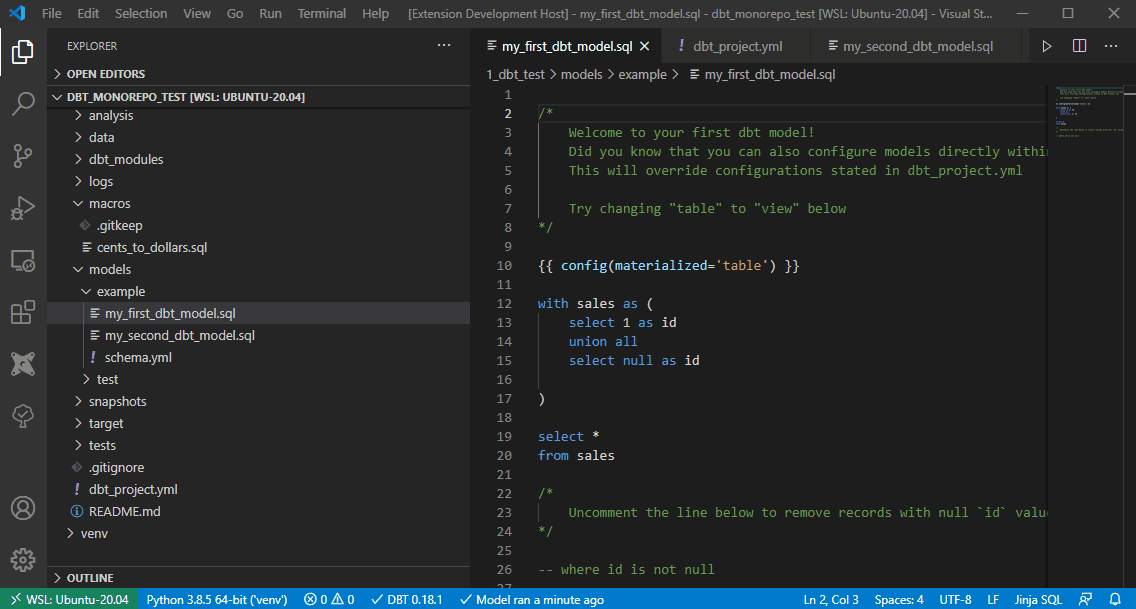 File Edit Selection View Go Run Terminal Help [Extension Development Host] - my_first_dbt_model.sql - dbt_monorepo_test [WSL: Ubuntu-20.04] - Visual St...
EXPLORER
OPEN EDITORS
DBT_MONOREPO_TEST [WSL: UBUNTU-20.04]
analysis
data
dbt_modules
logs
macros
.gitkeep
cents_to_dollars.sql
models
example
my_first_dbt_model.sql
my_second_dbt_model.sql
! schema.yml
test
snapshots
target
tests
.gitignore
! dbt_project.yml
README.md
venv
OUTLINE
my_first_dbt_model.sql ! dbt_project.yml my_second_dbt_model.sql
1_dbt_test > models > example > my_first_dbt_model.sql
1
2 /*
3 Welcome to your first dbt model!
4 Did you know that you can also configure models directly withi
5 This will override configurations stated in dbt_project.yml
6
7 Try changing "table" to "view" below
8 */
9
10 {{ config(materialized='table') }}
11
12 with sales as (
13 select 1 as id
14 union all
15 select null as id
16
17 )
18
19 select *
20 from sales
21
22 /*
23 Uncomment the line below to remove records with null `id` valu
24 */
25
26 -- where id is not null
27
WSL: Ubuntu-20.04 Python 3.8.5 64-bit ('venv') 0 0 DBT 0.18.1 Model ran a minute ago Ln 2, Col 3 Spaces: 4 UTF-8 LF Jinja SQL